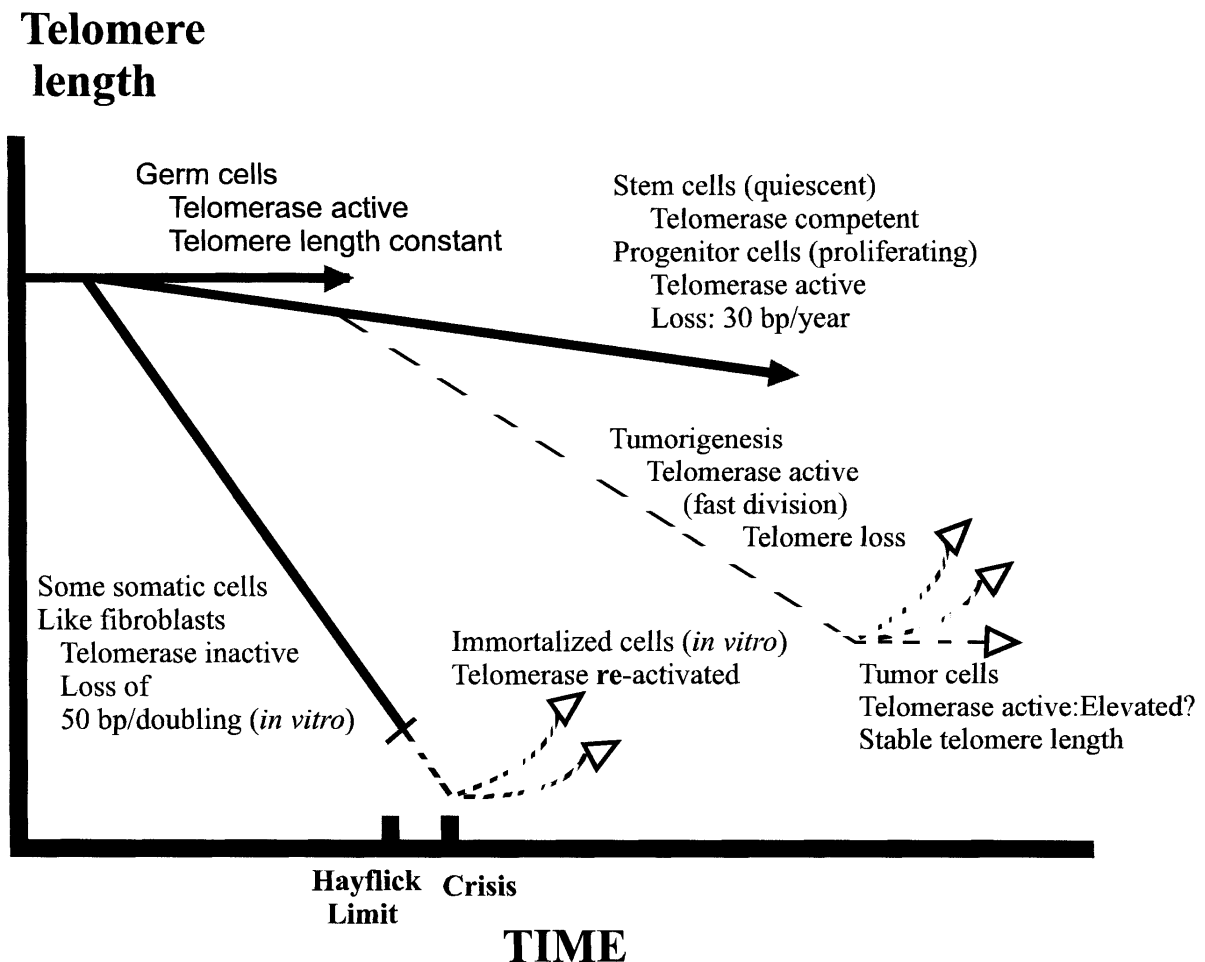 Telomere
length
Germ cells
Telomerase active
Telomere length constant
Stem cells (quiescent)
Telomerase competent
Progenitor cells (proliferating)
Telomerase active
Loss: 30 bp/year
Tumorigenesis
Telomerase active
(fast division)
Telomere loss
Some somatic cells
Like fibroblasts
Telomerase inactive
Loss of
50 bp/doubling (in vitro)
Immortalized cells (in vitro)
Telomerase re-activated
Tumor cells
Telomerase active:Elevated?
Stable telomere length
Hayflick
Limit
Crisis
TIME